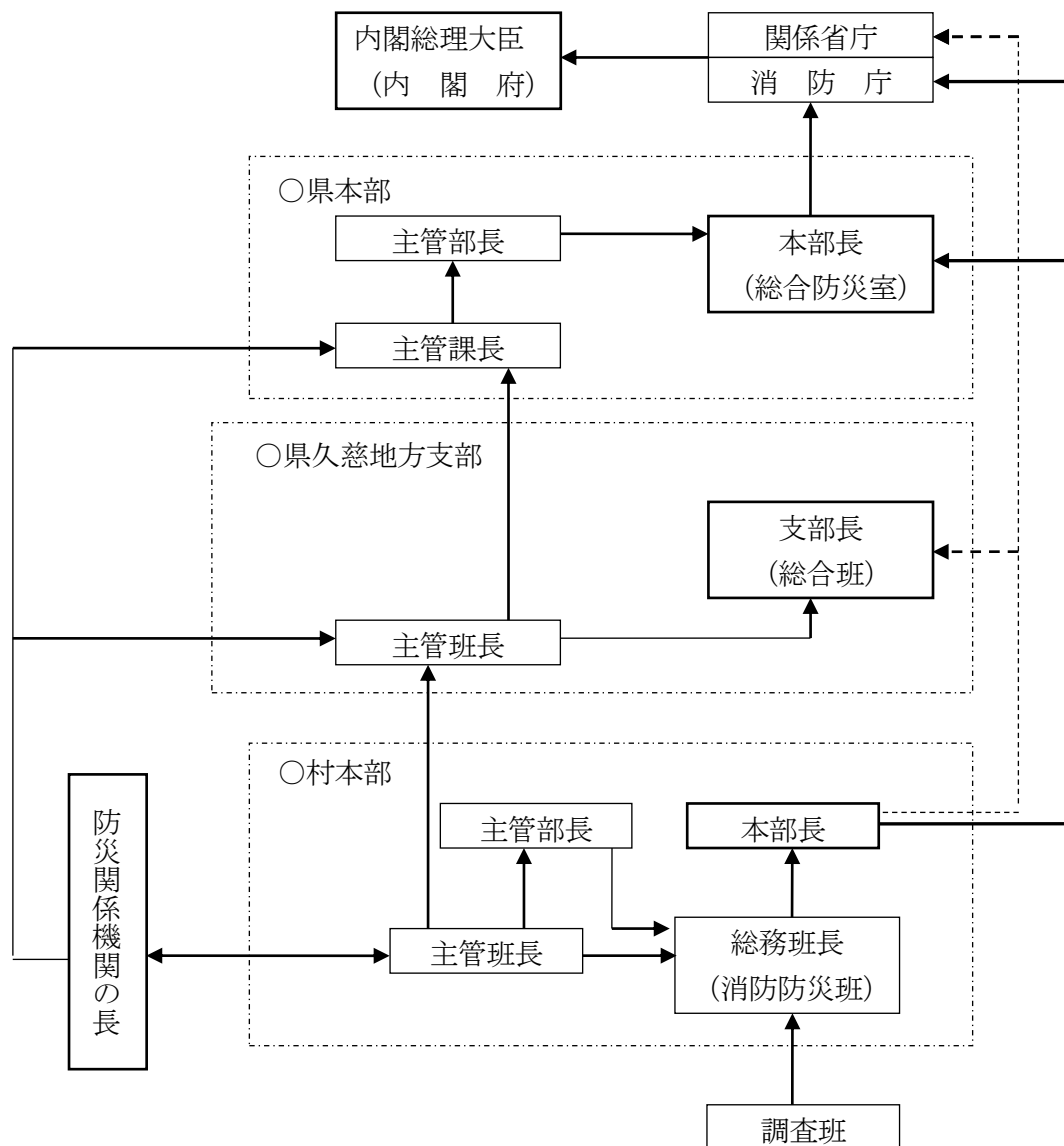 内閣総理大臣
（内　閣　府）
関係省庁
消　防　庁
○県本部
主管部長
本部長
（総合防災室）
主管課長
○県久慈地方支部
支部長
（総合班）
主管班長
○村本部
防災関係機関の長
主管部長
本部長
主管班長
総務班長
（消防防災班）
調査班